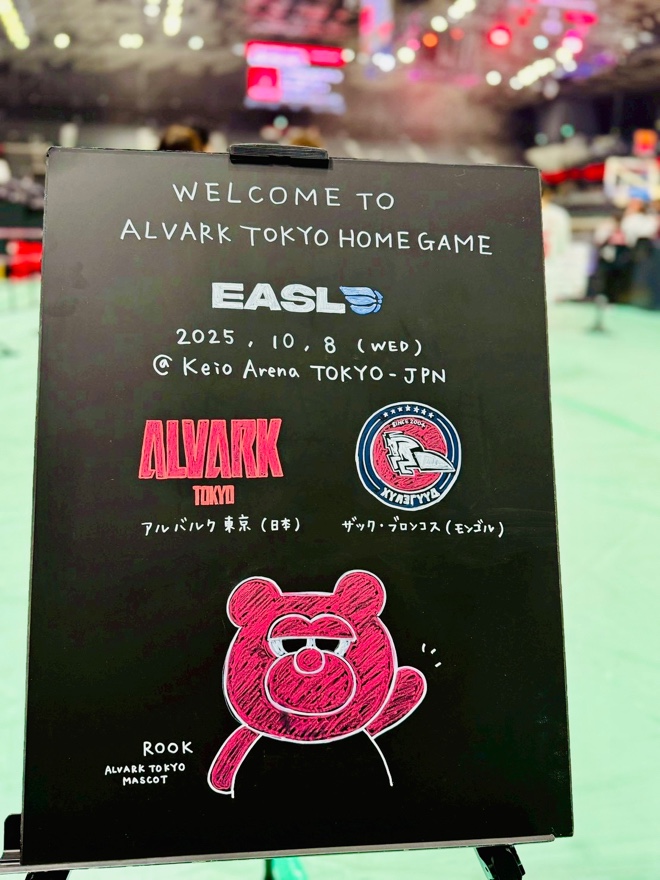 WELCOME TO
ALVARK TOKYO HOME GAME
EASL
2025. 10. 8 (WED)
@ Keio Arena TOKYO-JPN
ALVARK
TOKYO
SINCE 2004
アルバルク東京(日本)
ザック・ブロンコス(モンゴル)
ROOK
ALVARK TOKYO
MASCOT